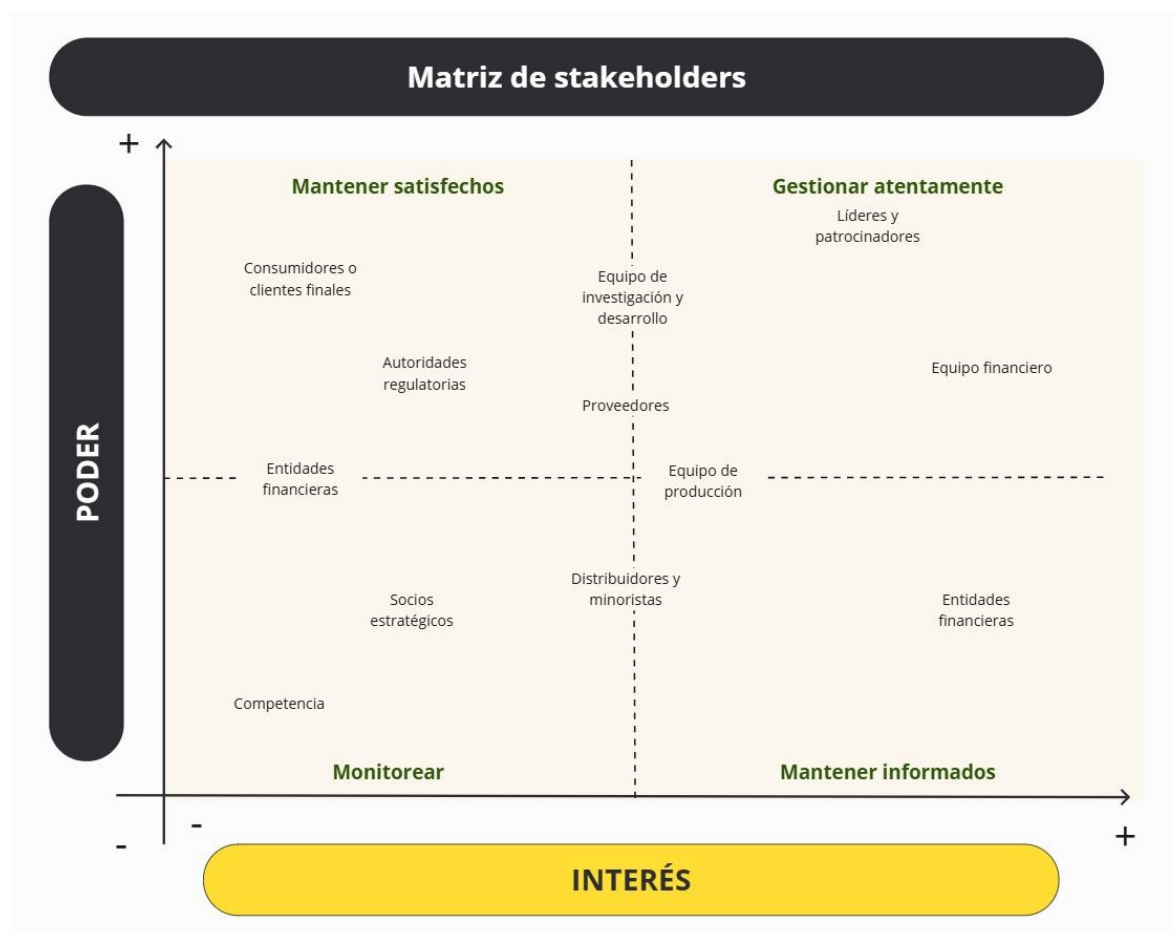 Matriz de stakeholders
+
Mantener satisfechos
Gestionar atentamente
Líderes y
patrocinadores
Consumidores o
clientes finales
Equipo de
investigación y
desarrollo
Autoridades
regulatorias
Equipo financiero
Proveedores
PODER
Entidades
financieras
Equipo de
producción
Distribuidores y
minoristas
Socios
estratégicos
Entidades
financieras
Competencia
Monitorear
Mantener informados
-
-
+
INTERÉS